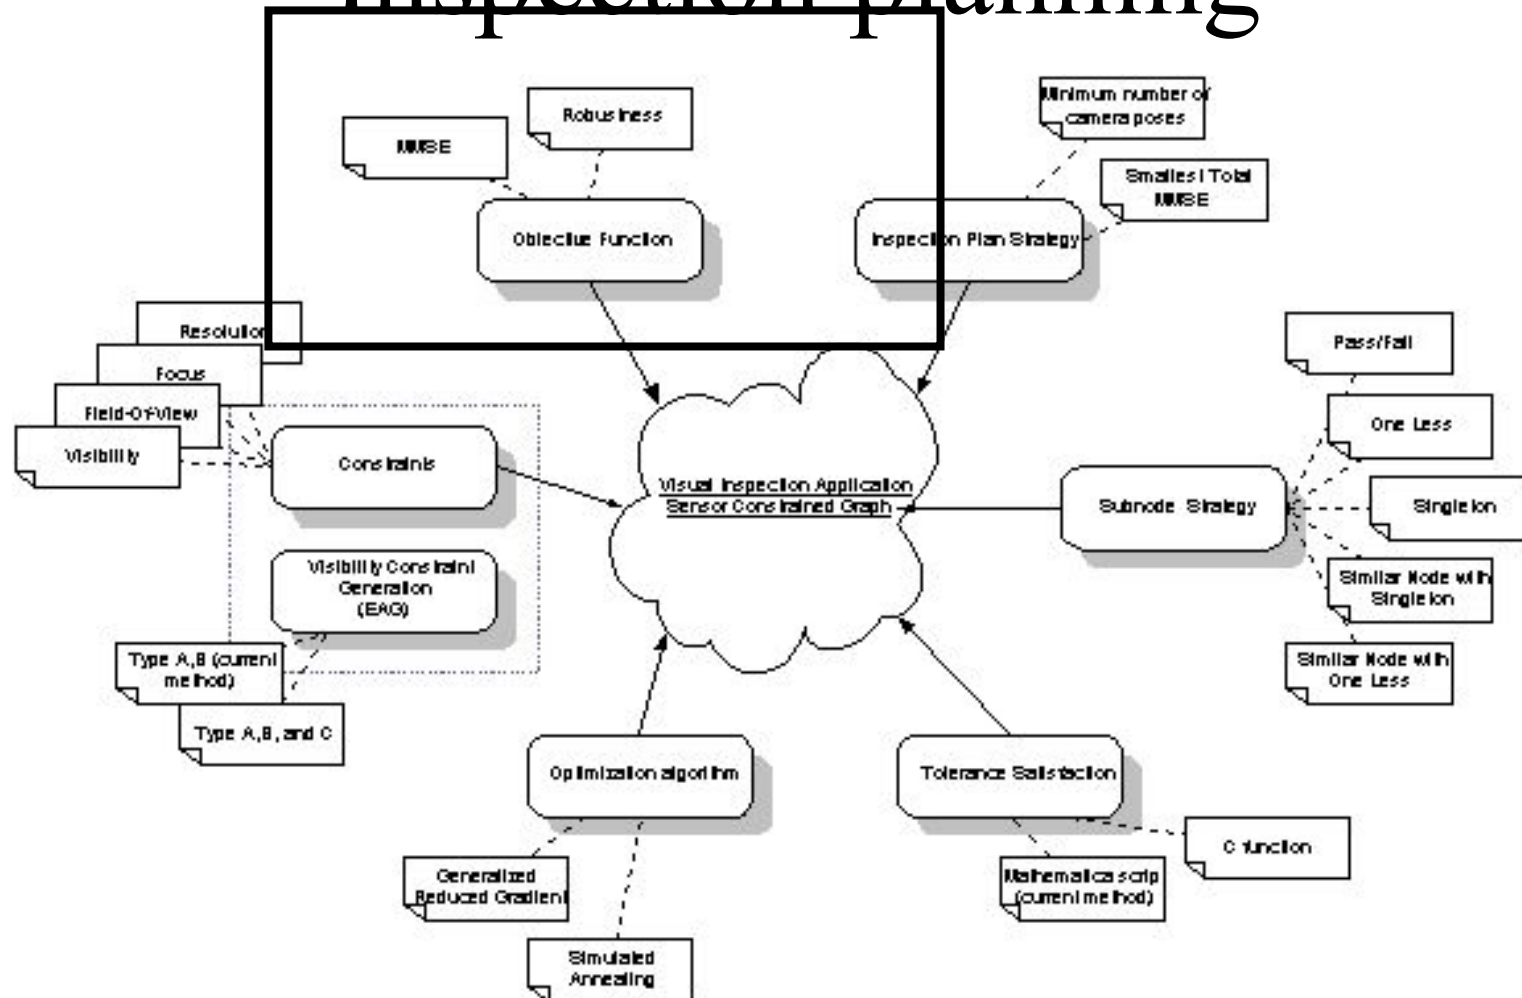 Inspection planning
Robustness
MMSE
Minimum number of
camera poses
Smallest Total
MMSE
Objective Function
Inspection Plan Strategy
Resolution
Focus
Field-Of-View
Visibility
Constraints
Pass/Fail
One Less
Singleton
Similar Node with
Singleton
Similar Node with
One Less
Visual Inspection Application
Sensor Constrained Graph
Subnode Strategy
Visibility Constraint
Generation
(EAG)
Type A,B (current
method)
Type A,B, and C
Optimization algorithm
Tolerance Satisfaction
Generalized
Reduced Gradient
Simulated
Annealing
Mathematica scrip
(current method)
C function